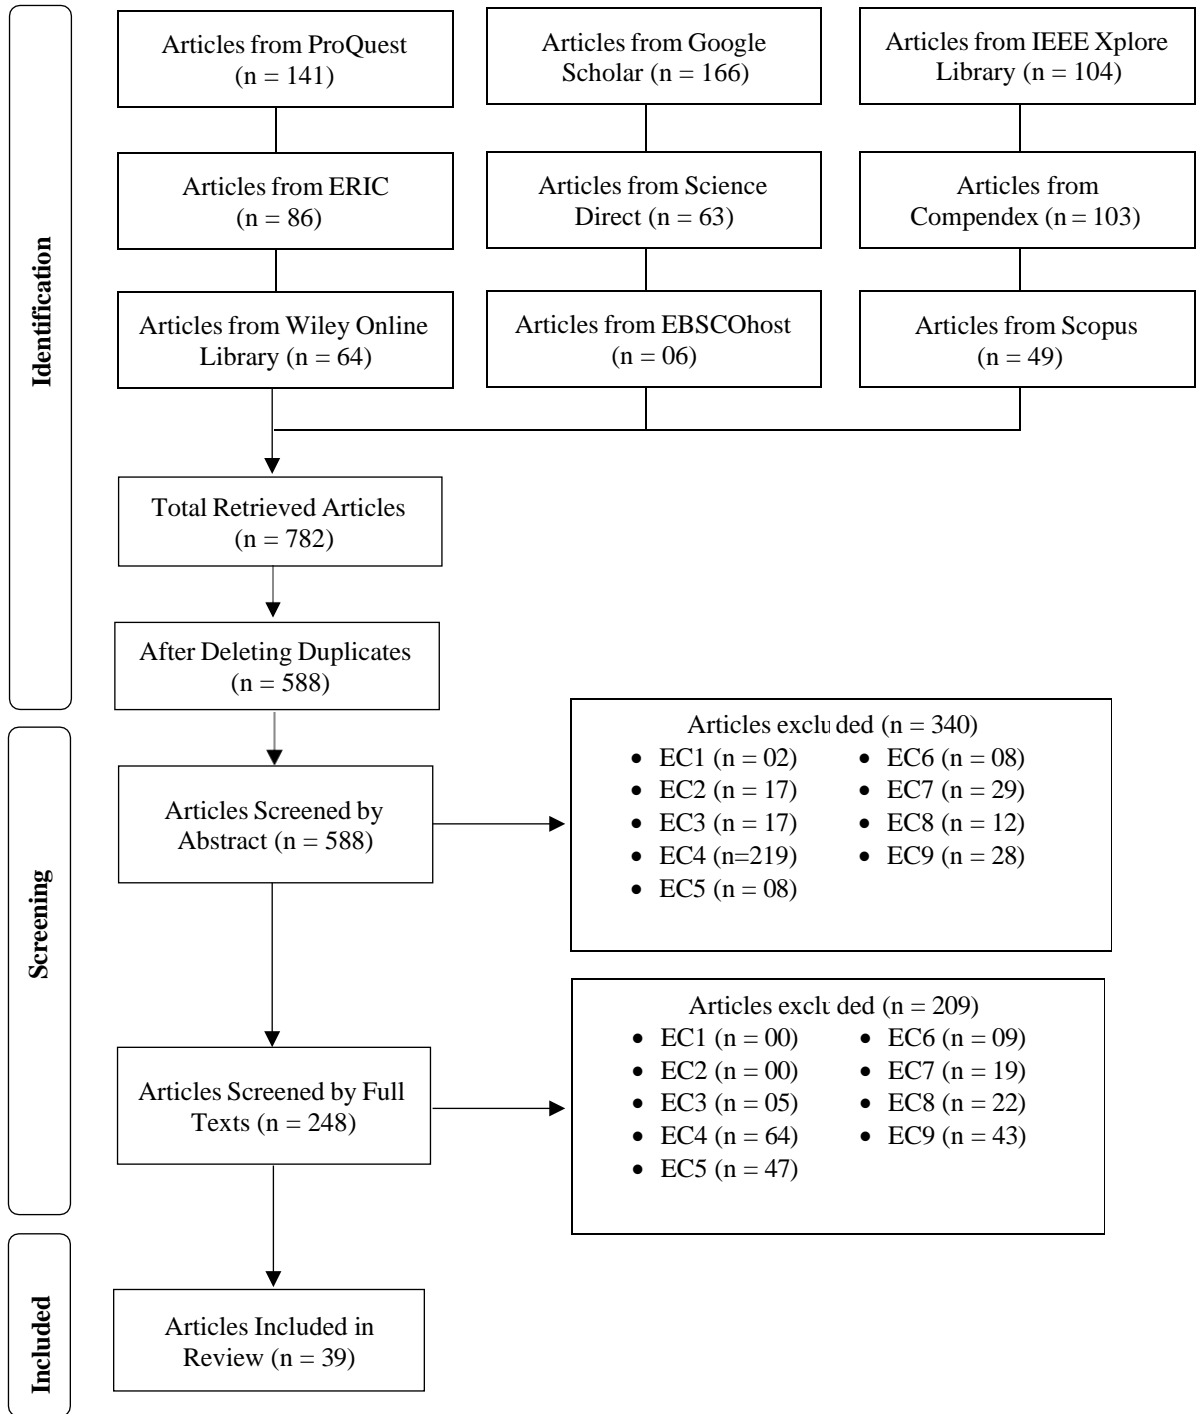 Identification
Articles from ProQuest
(n = 141)
Articles from Google
Scholar (n = 166)
Articles from IEEE Xplore
Library (n = 104)
Articles from ERIC
(n = 86)
Articles from Science
Direct (n = 63)
Articles from
Compendex (n = 103)
Articles from Wiley Online
Library (n = 64)
Articles from EBSCOhost
(n = 06)
Articles from Scopus
(n = 49)
Total Retrieved Articles
(n = 782)
After Deleting Duplicates
(n = 588)
Screening
Articles Screened by
Abstract (n = 588)
Articles excluded (n = 340)
• EC1 (n = 02)
• EC2 (n = 17)
• EC3 (n = 17)
• EC4 (n=219)
• EC5 (n = 08)
• EC6 (n = 08)
• EC7 (n = 29)
• EC8 (n = 12)
• EC9 (n = 28)
Articles Screened by Full
Texts (n = 248)
Articles excluded (n = 209)
• EC1 (n = 00)
• EC2 (n = 00)
• EC3 (n = 05)
• EC4 (n = 64)
• EC5 (n = 47)
• EC6 (n = 09)
• EC7 (n = 19)
• EC8 (n = 22)
• EC9 (n = 43)
Included
Articles Included in
Review (n = 39)